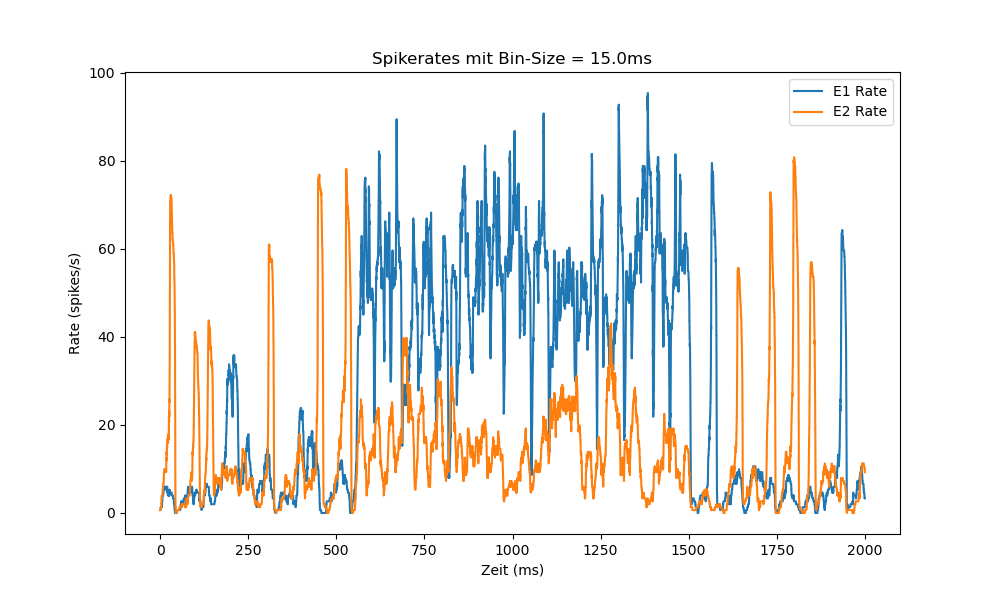 Spikerates mit Bin-Size = 15.0ms
E1 Rate
E2 Rate
Rate (spikes/s)
100
80
60
40
20
0
0 250 500 750 1000 1250 1500 1750 2000
Zeit (ms)